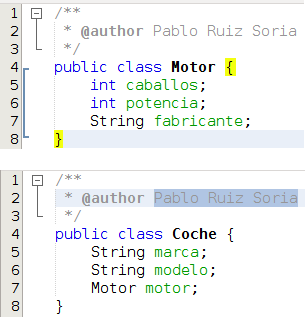 1 /**
2 * @author Pablo Ruiz Soria
3 */
4 public class Motor {
5 int caballos;
6 int potencia;
7 String fabricante;
8 }
1 /**
2 * @author Pablo Ruiz Soria
3 */
4 public class Coche {
5 String marca;
6 String modelo;
7 Motor motor;
8 }